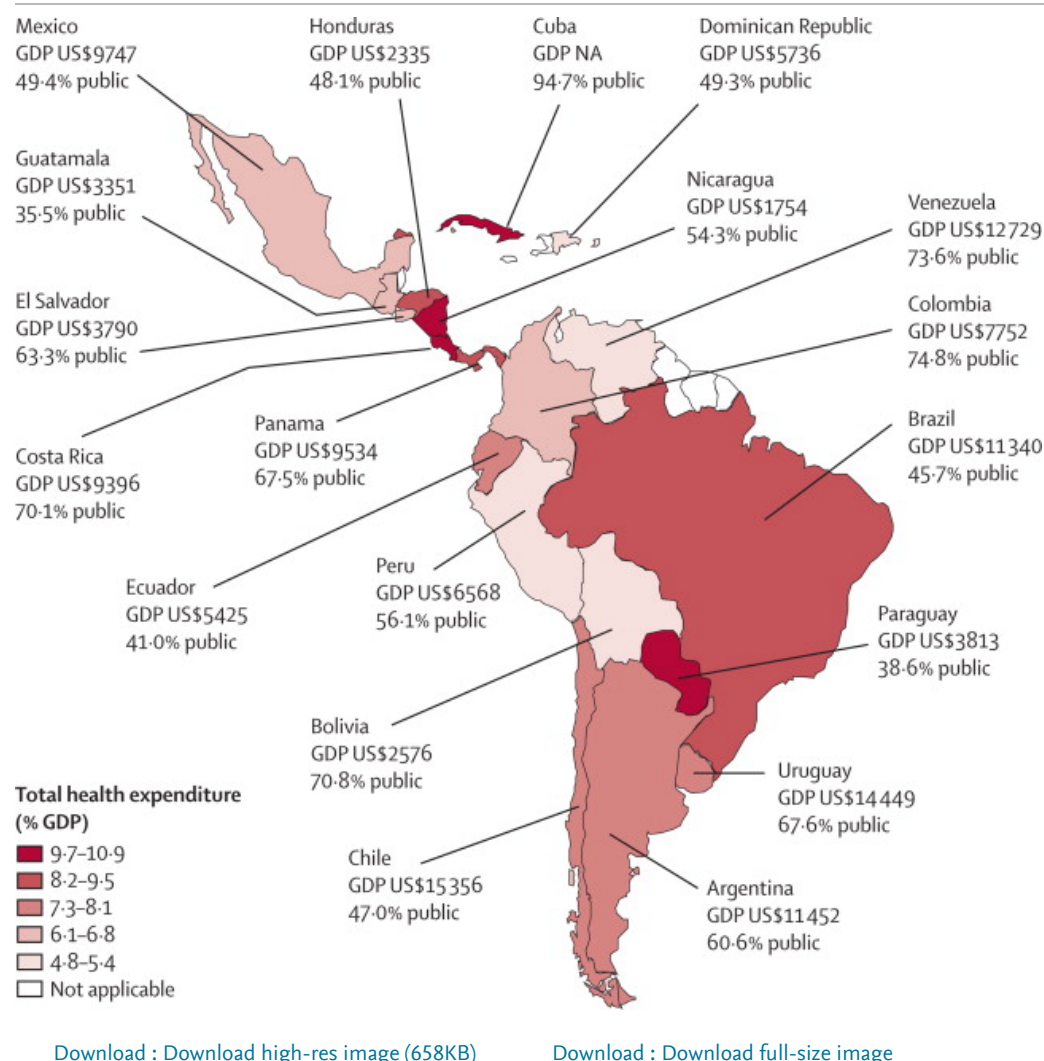 Mexico
GDP US$9747
49·4% public
Honduras
GDP US$2335
48·1% public
Cuba
GDP NA
94·7% public
Dominican Republic
GDP US$5736
49·3% public
Guatamala
GDP US$3351
35·5% public
Nicaragua
GDP US$1754
54·3% public
Venezuela
GDP US$12729
73·6% public
El Salvador
GDP US$3790
63·3% public
Colombia
GDP US$7752
74·8% public
Panama
GDP US$9534
67·5% public
Brazil
GDP US$11340
45·7% public
Costa Rica
GDP US$9396
70·1% public
Ecuador
GDP US$5425
41·0% public
Peru
GDP US$6568
56·1% public
Paraguay
GDP US$3813
38·6% public
Bolivia
GDP US$2576
70·8% public
Uruguay
GDP US$14449
67·6% public
Chile
GDP US$15356
47·0% public
Argentina
GDP US$11452
60·6% public
Total health expenditure
(% GDP)
9·7–10·9
8·2–9·5
7·3–8·1
6·1–6·8
4·8–5·4
Not applicable
Download : Download high-res image (658KB)
Download : Download full-size image